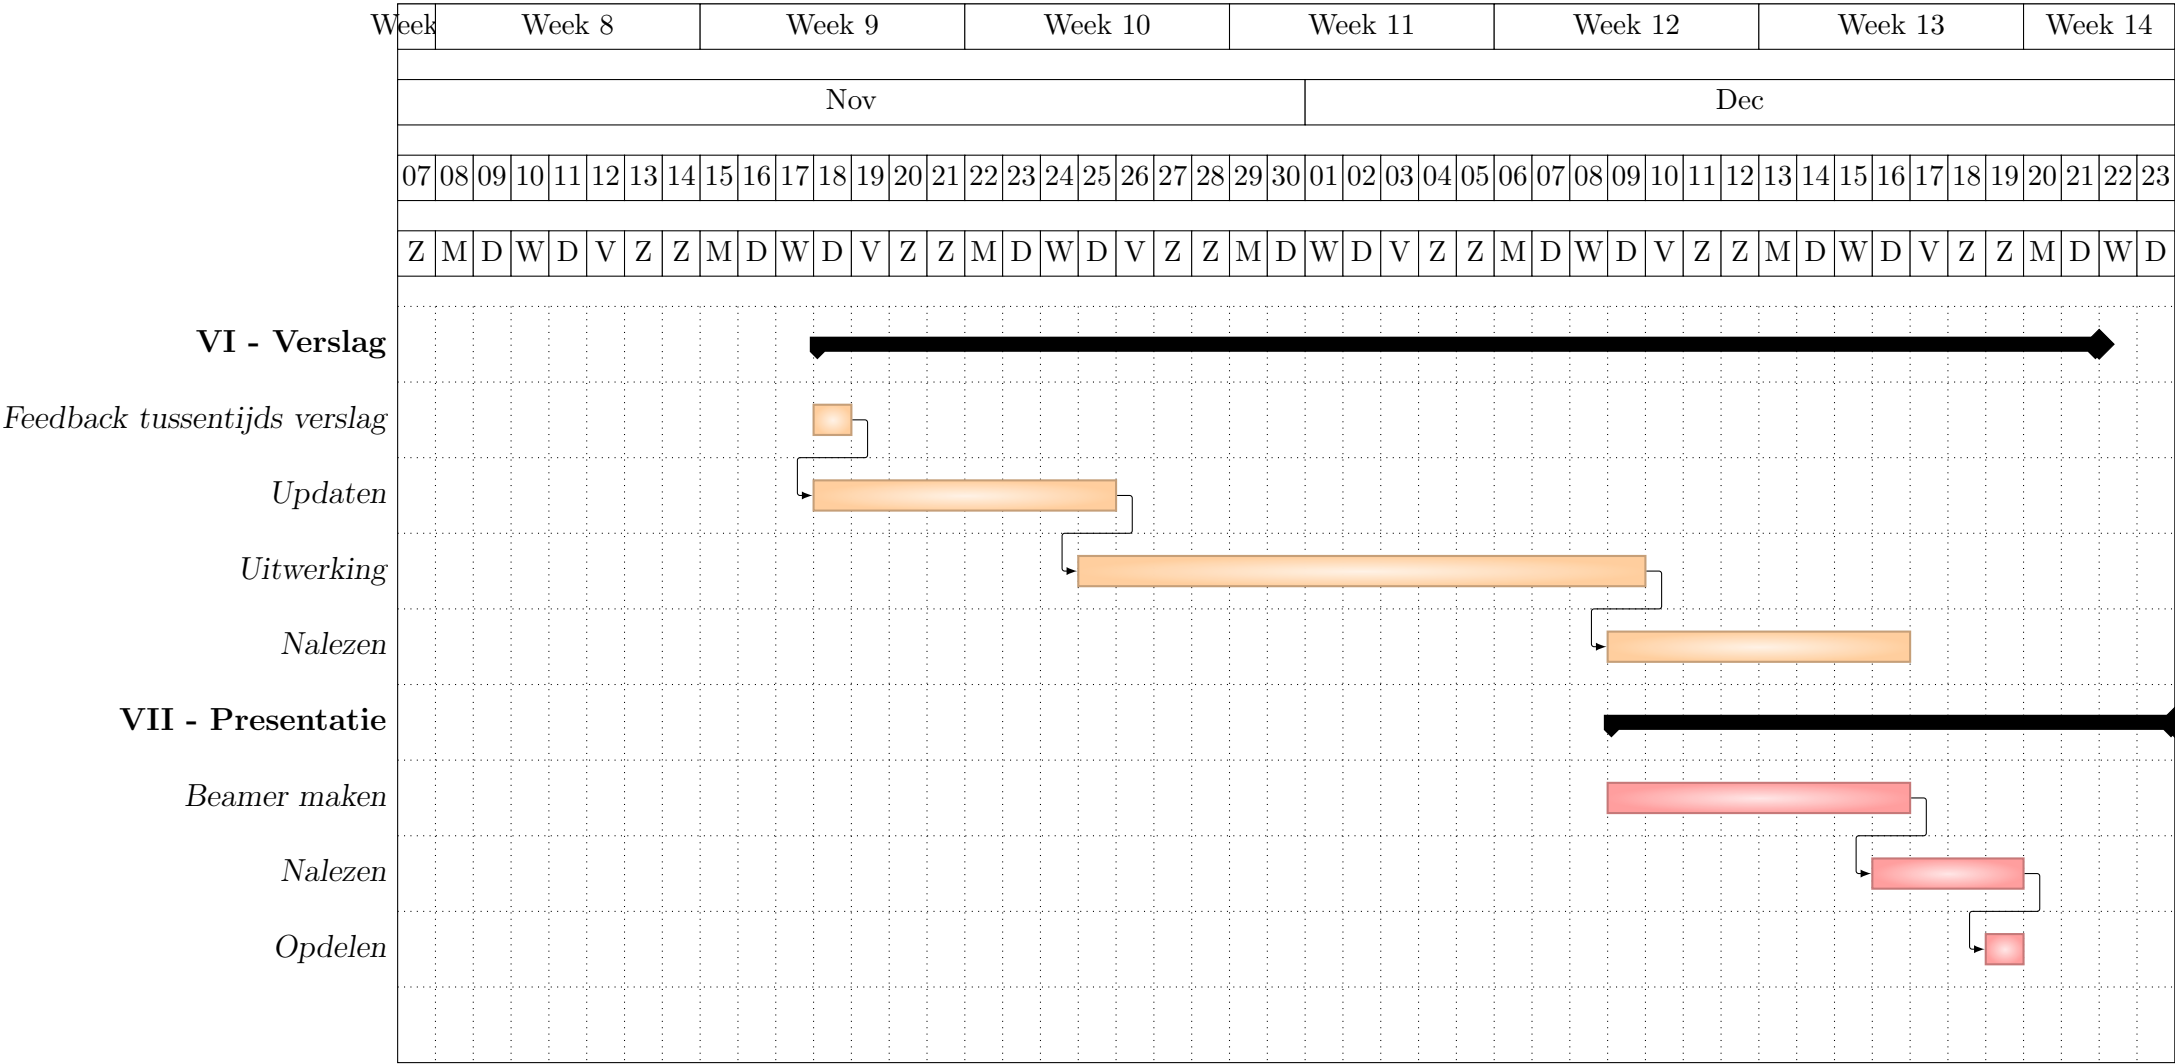 Week Week 8 Week 9 Week 10 Week 11 Week 12 Week 13 Week 14
Nov Dec
07 08 09 10 11 12 13 14 15 16 17 18 19 20 21 22 23 24 25 26 27 28 29 30 01 02 03 04 05 06 07 08 09 10 11 12 13 14 15 16 17 18 19 20 21 22 23
Z M D W D V Z Z M D W D V Z Z M D W D V Z Z M D W D V Z Z M D W D V Z Z M D W D V Z Z M D W D
VI - Verslag
Feedback tussentijds verslag
Updaten
Uitwerking
Nalezen
VII - Presentatie
Beamer maken
Nalezen
Opdelen